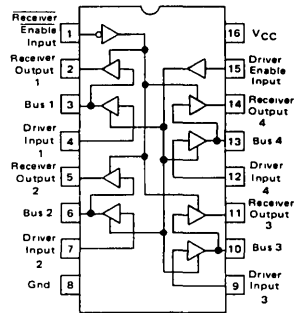 Receiver
Enable
Input
1
Receiver
Output
1
2
Bus 1
3
Driver
Input
1
4
Receiver
Output
2
5
Bus 2
6
Driver
Input
2
7
Gnd
8
16
VCC
15
Driver
Enable
Input
14
Receiver
Output
4
13
Bus 4
12
Driver
Input
4
11
Receiver
Output
3
10
Bus 3
9
Driver
Input
3